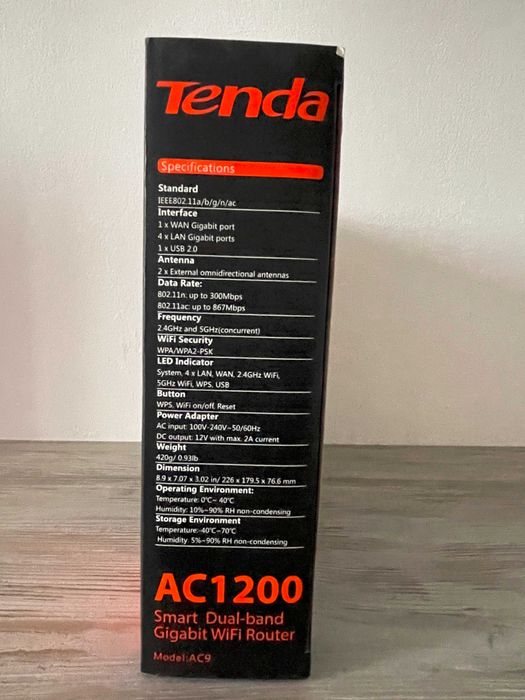 Tenda
Specifications
Standard
IEEE802.11a/b/g/n/ac
Interface
1 x WAN Gigabit port
4 x LAN Gigabit ports
1 x USB 2.0
Antenna
2 x External omnidirectional antennas
Data Rate:
802.11n: up to 300Mbps
802.11ac: up to 867Mbps
Frequency
2.4GHz and 5GHz(concurrent)
WiFi Security
WPA/WPA2-PSK
LED Indicator
System, 4 x LAN, WAN, 2.4GHz WiFi,
5GHz WiFi, WPS, USB
Button
WPS, WiFi on/off, Reset
Power Adapter
AC input: 100V-240V~50/60Hz
DC output: 12V with max. 2A current
Weight
420g/ 0.93lb
Dimension
8.9 x 7.07 x 3.02 in/ 226 x 179.5 x 76.6 mm
Operating Environment:
Temperature: 0℃~ 40℃
Humidity: 10%~90% RH non-condensing
Storage Environment
Temperature:-40℃~70℃
Humidity: 5%~90% RH non-condensing
AC1200
Smart Dual-band
Gigabit WiFi Router
Model:AC9